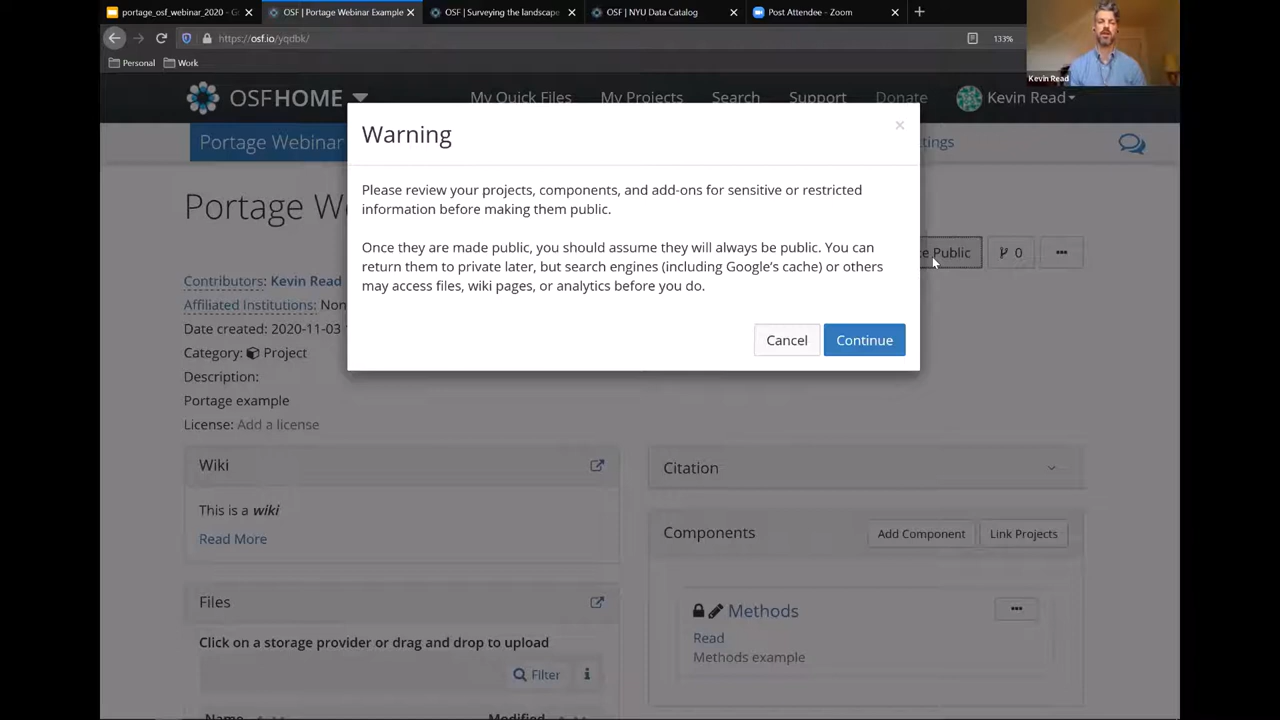 portage_osf_webinar_2020 - G
OSF | Portage Webinar Example
OSF | Surveying the landscape
OSF | NYU Data Catalog
Post Attendee - Zoom
https://osf.io/yqdbk/
133%
Personal
Work
Kevin Read
OSFHOME
My Quick Files
My Projects
Search
Support
Donate
Kevin Read
Portage Webinar
tings
Warning
Please review your projects, components, and add-ons for sensitive or restricted
information before making them public.
Once they are made public, you should assume they will always be public. You can
return them to private later, but search engines (including Google's cache) or others
may access files, wiki pages, or analytics before you do.
Cancel
Continue
Portage W
e Public
0
Contributors: Kevin Read
Affiliated Institutions: Non
Date created: 2020-11-03 1
Category: Project
Description:
Portage example
License: Add a license
Wiki
This is a wiki
Read More
Files
Click on a storage provider or drag and drop to upload
Filter
Name
Modified
Citation
Components
Add Component
Link Projects
Methods
Read
Methods example